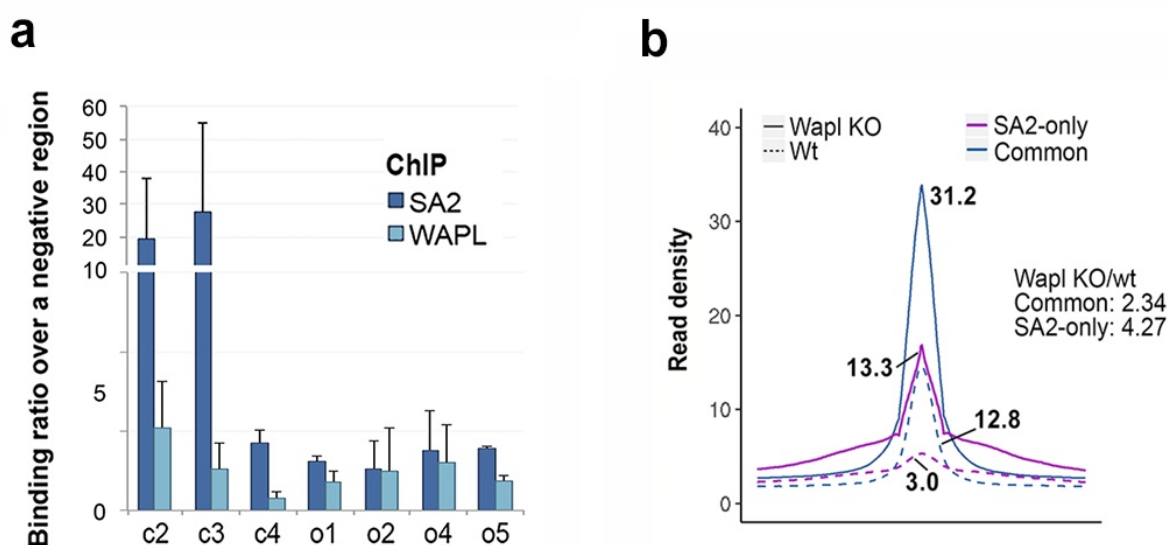 a
Binding ratio over a negative region
60
50
40
30
20
10
5
0
ChIP
SA2
WAPL
c2 c3 c4 o1 o2 o4 o5
b
Read density
40
30
20
10
0
Wapl KO
Wt
SA2-only
Common
31.2
13.3
12.8
3.0
Wapl KO/wt
Common: 2.34
SA2-only: 4.27